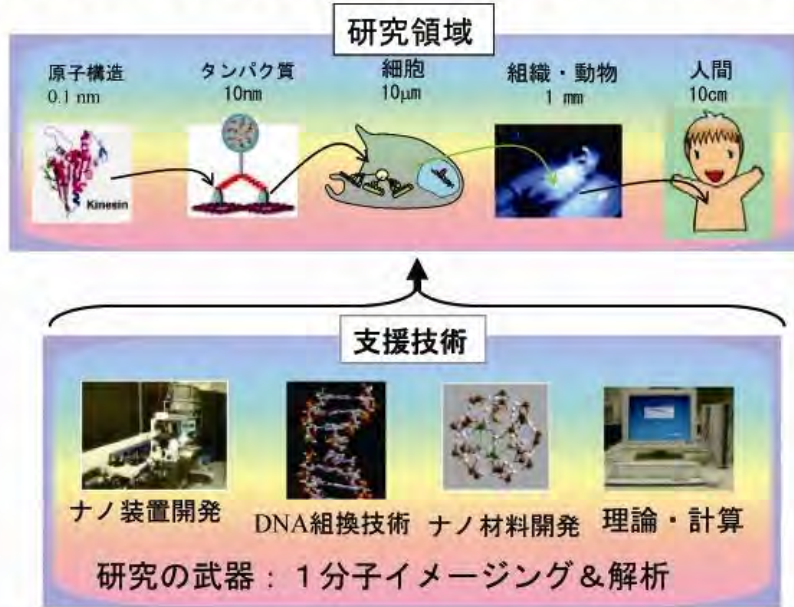 研究領域
原子構造
0.1 nm
タンパク質
10nm
細胞
10μm
組織・動物
1 mm
人間
10cm
Kinesin
支援技術
ナノ装置開発
DNA組換技術
ナノ材料開発
理論・計算
研究の武器：１分子イメージング＆解析